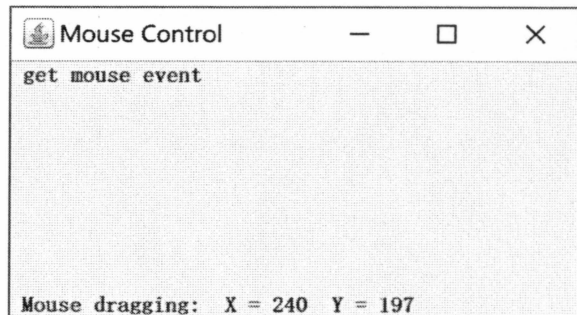 Mouse Control
get mouse event
Mouse dragging: X = 240 Y = 197